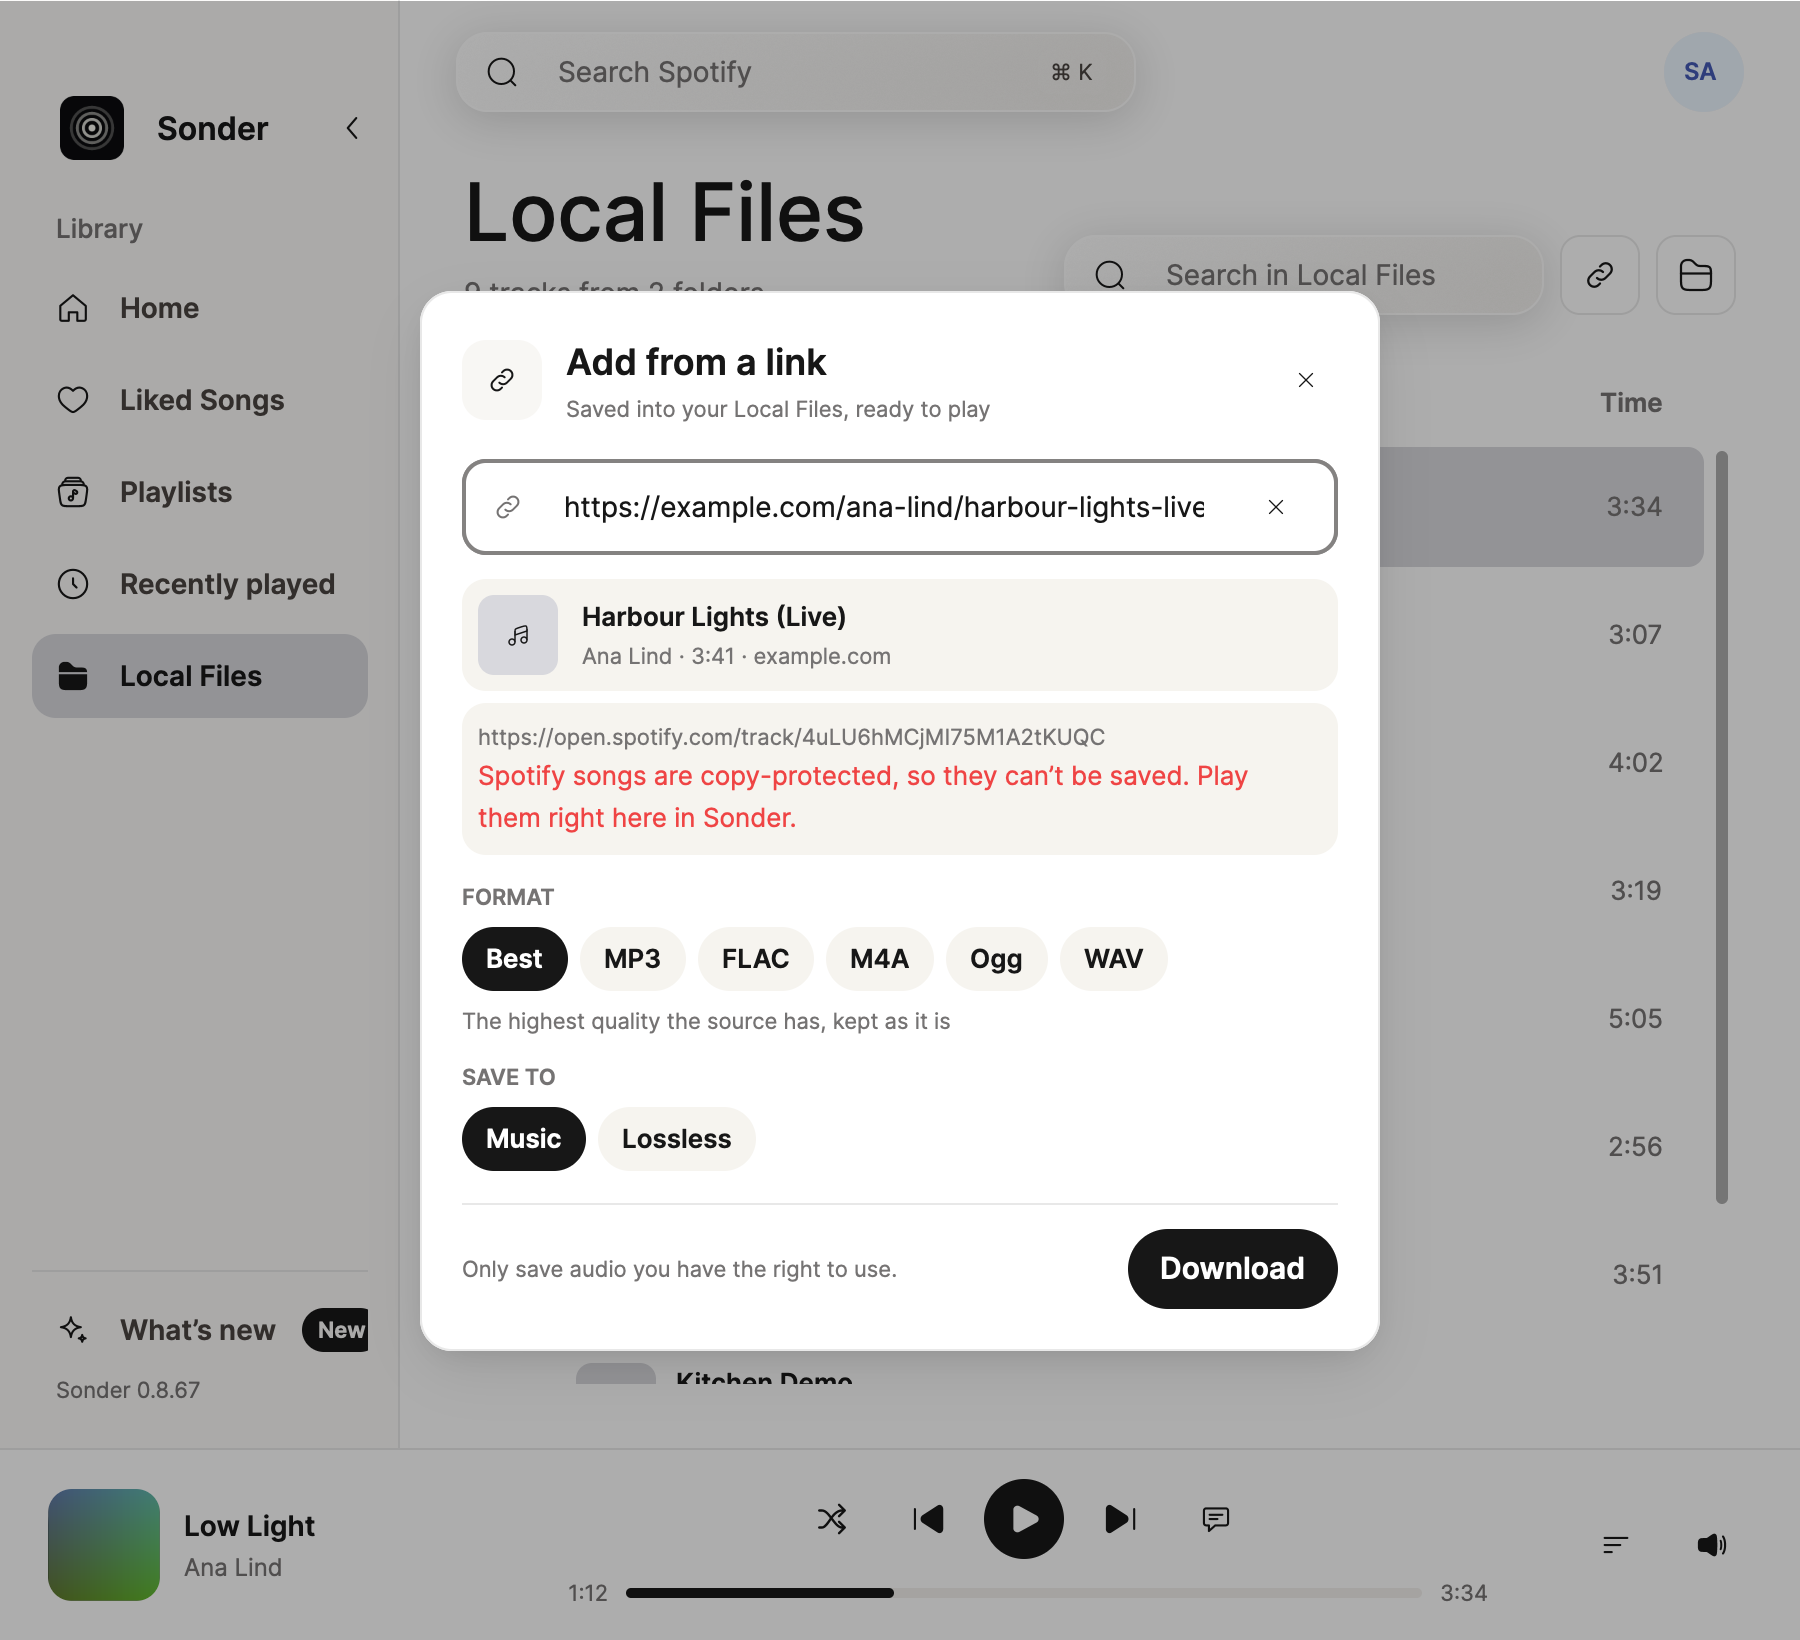 Search Spotify
⌘ K
SA
Sonder
Library
Home
Liked Songs
Playlists
Recently played
Local Files
What’s new
New
Sonder 0.8.67
Local Files
9 tracks from 2 folders
Search in Local Files
Time
3:34
3:07
4:02
3:19
5:05
2:56
3:51
Add from a link
Saved into your Local Files, ready to play
https://example.com/ana-lind/harbour-lights-live
Harbour Lights (Live)
Ana Lind · 3:41 · example.com
https://open.spotify.com/track/4uLU6hMCjMI75M1A2tKUQC
Spotify songs are copy-protected, so they can’t be saved. Play
them right here in Sonder.
FORMAT
Best
MP3
FLAC
M4A
Ogg
WAV
The highest quality the source has, kept as it is
SAVE TO
Music
Lossless
Only save audio you have the right to use.
Download
Kitchen Demo
Low Light
Ana Lind
1:12
3:34